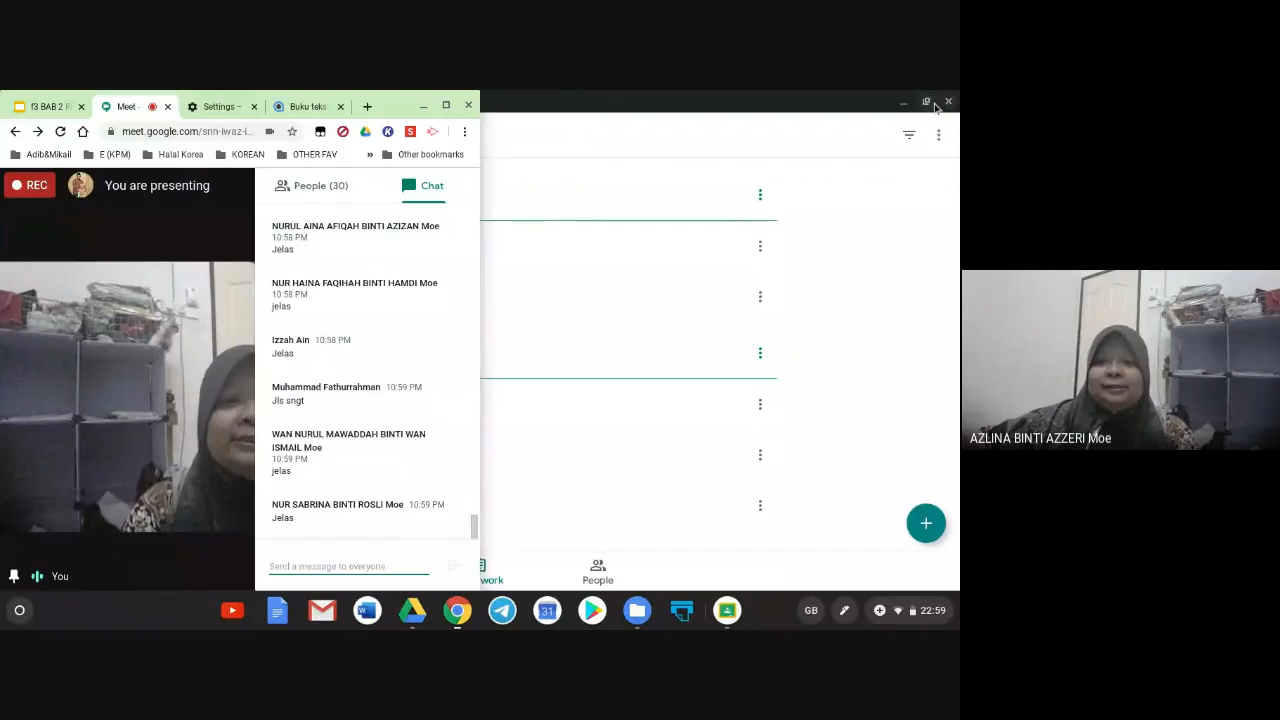 f3 BAB 2 R
Meet -
Settings –
Buku teks
meet.google.com/snn-iwaz-i...
Adib&Mikail
E (KPM)
Halal Korea
KOREAN
OTHER FAV
»
Other bookmarks
REC
You are presenting
People (30)
Chat
NURUL AINA AFIQAH BINTI AZIZAN Moe
10:58 PM
Jelas
NUR HAINA FAQIHAH BINTI HAMDI Moe
10:58 PM
jelas
Izzah Ain 10:58 PM
Jelas
Muhammad Fathurrahman 10:59 PM
Jls sngt
WAN NURUL MAWADDAH BINTI WAN
ISMAIL Moe
10:59 PM
jelas
NUR SABRINA BINTI ROSLI Moe 10:59 PM
Jelas
Send a message to everyone
You
work
People
AZLINA BINTI AZZERI Moe
31
GB
22:59